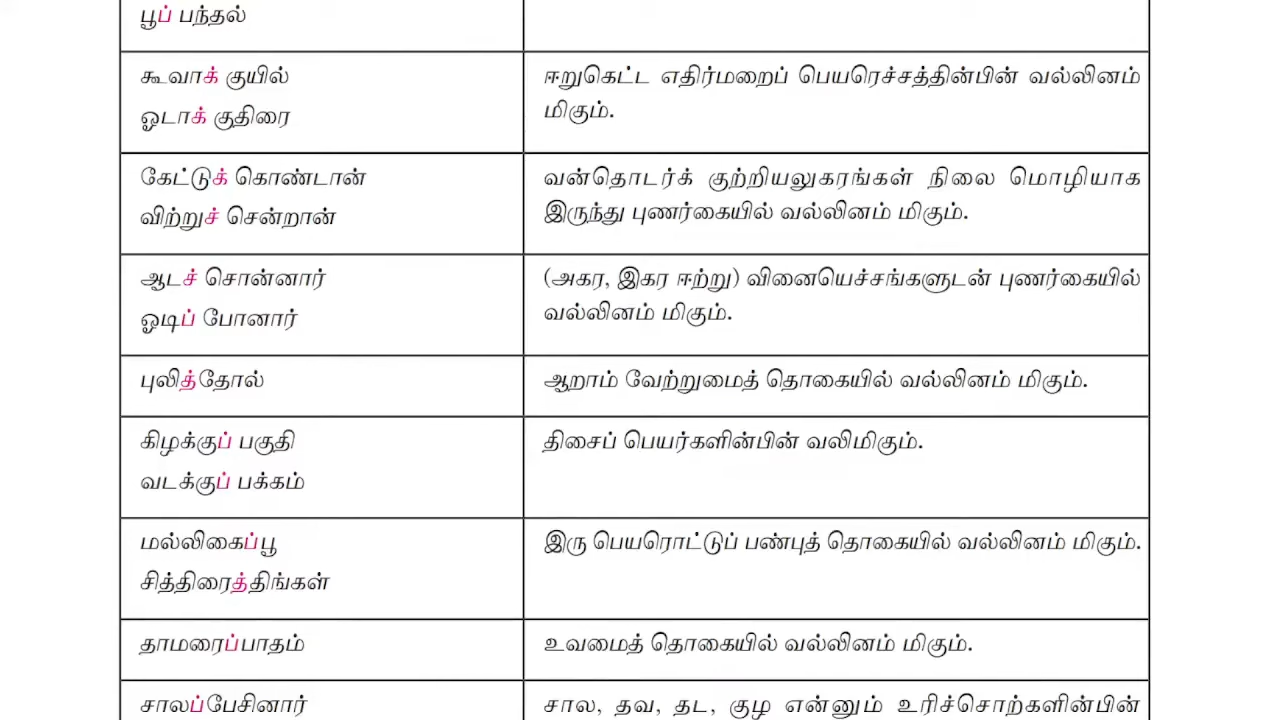 பூப் பந்தல்
கூவாக் குயில்
ஓடாக் குதிரை
ஈறுகெட்ட எதிர்மறைப் பெயரெச்சத்தின்பின் வல்லினம்
மிகும்.
கேட்டுக் கொண்டான்
விற்றுச் சென்றான்
வன்தொடர்க் குற்றியலுகரங்கள் நிலை மொழியாக
இருந்து புணர்கையில் வல்லினம் மிகும்.
ஆடச் சொன்னார்
ஓடிப் போனார்
(அகர, இகர ஈற்று) வினையெச்சங்களுடன் புணர்கையில்
வல்லினம் மிகும்.
புலித்தோல்
ஆறாம் வேற்றுமைத் தொகையில் வல்லினம் மிகும்.
கிழக்குப் பகுதி
வடக்குப் பக்கம்
திசைப் பெயர்களின்பின் வலிமிகும்.
மல்லிகைப்பூ
சித்திரைத்திங்கள்
இரு பெயரொட்டுப் பண்புத் தொகையில் வல்லினம் மிகும்.
தாமரைப்பாதம்
உவமைத் தொகையில் வல்லினம் மிகும்.
சாலப்பேசினார்
சால, தவ, தட, குழ என்னும் உரிச்சொற்களின்பின்